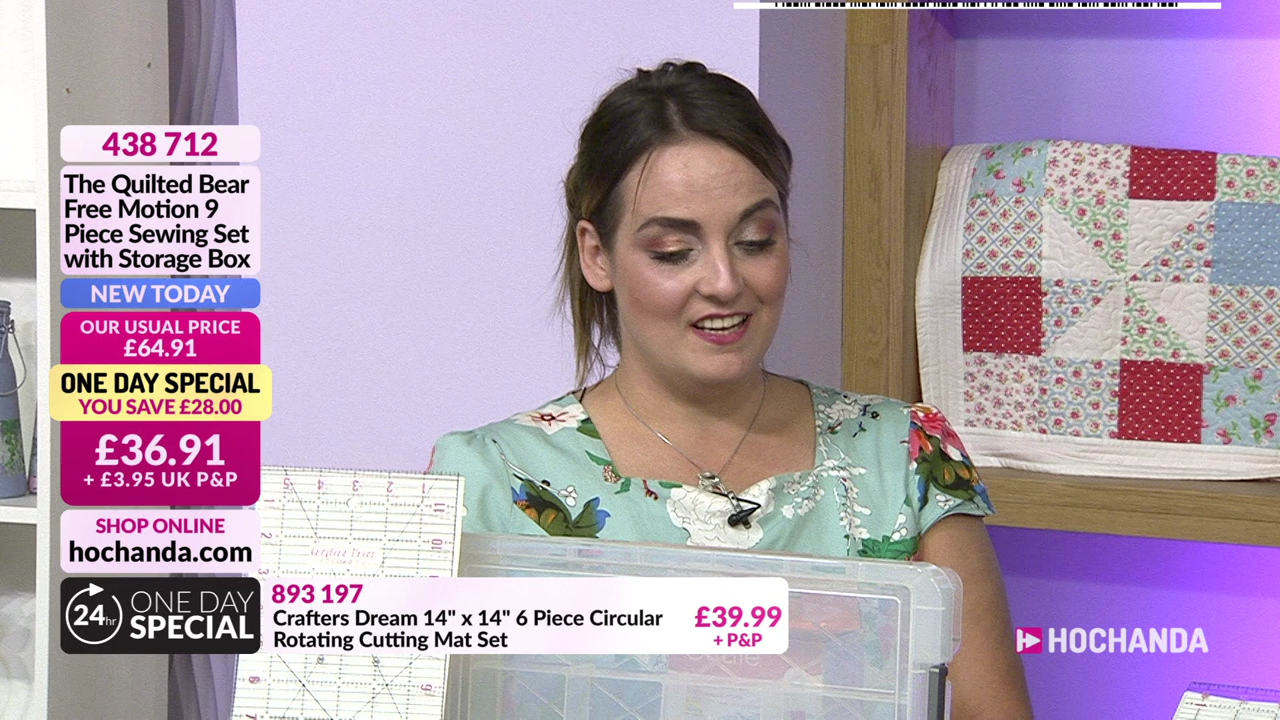 438 712
The Quilted Bear
Free Motion 9
Piece Sewing Set
with Storage Box
NEW TODAY
OUR USUAL PRICE
£64.91
ONE DAY SPECIAL
YOU SAVE £28.00
£36.91
+ £3.95 UK P&P
SHOP ONLINE
hochanda.com
24hr
ONE DAY
SPECIAL
893 197
Crafters Dream 14" x 14" 6 Piece Circular
Rotating Cutting Mat Set
£39.99
+ P&P
HOCHANDA